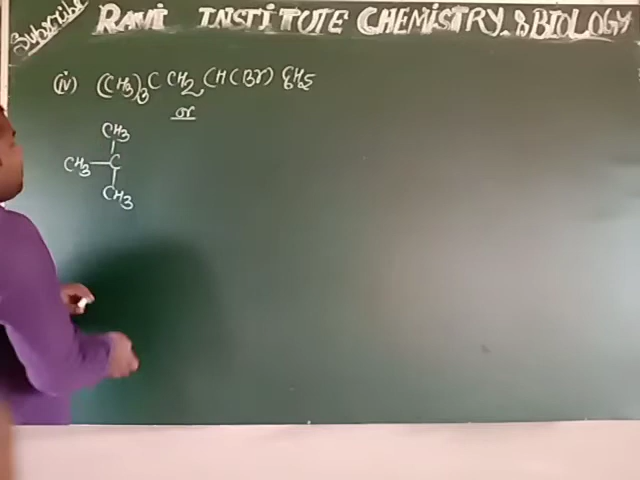 Subscribe
RAVI INSTITUTE CHEMISTRY & BIOLOGY
(iv) (CH3)3C CH2 CH(Br) C6H5
or
CH3
CH3—C
CH3